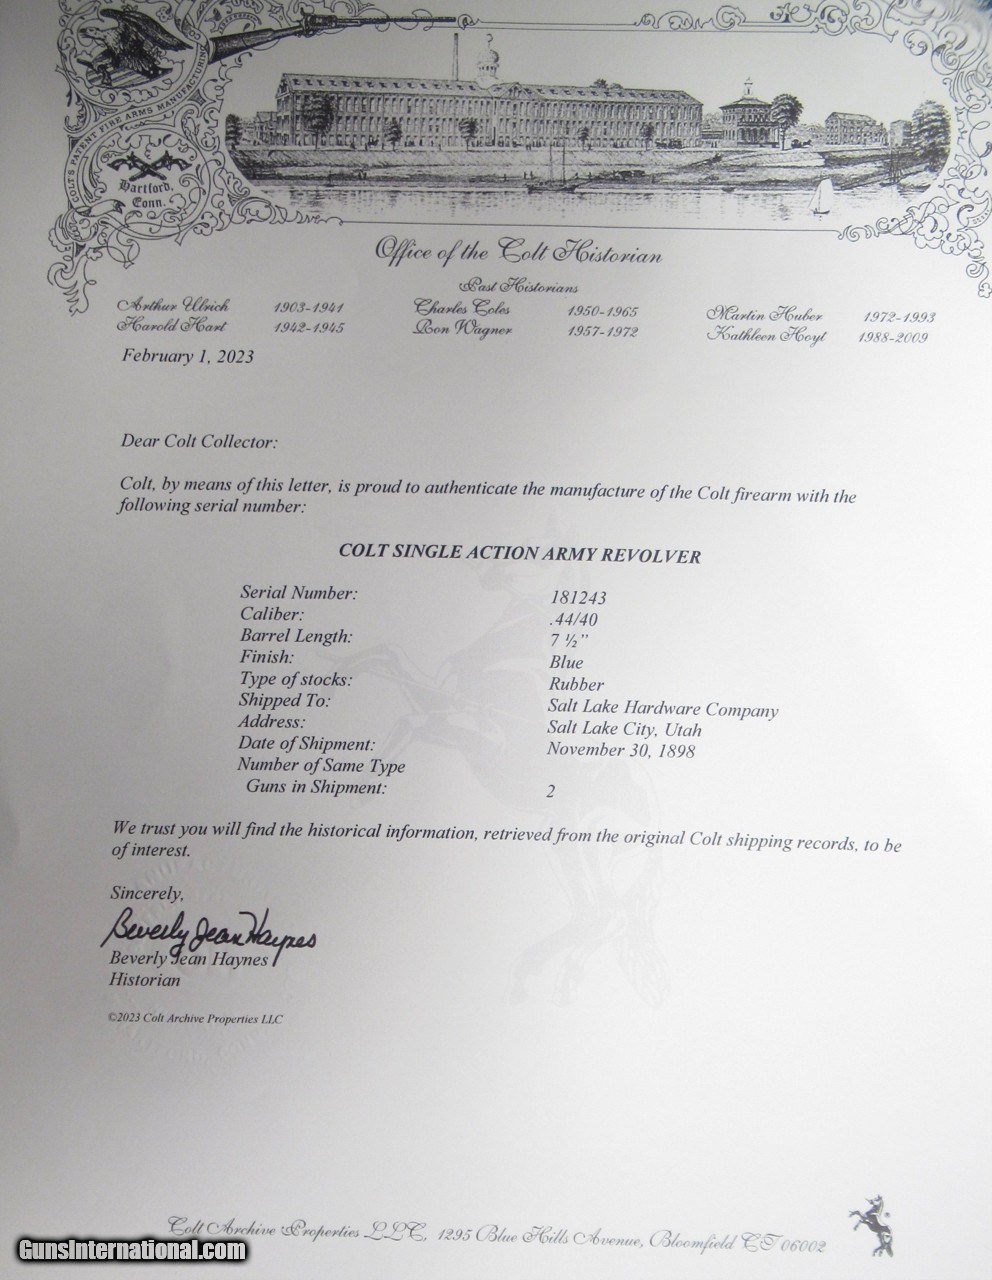 COLTS PATENT FIRE ARMS MANUFACTURING
Hartford,
Conn.
Office of the Colt Historian
Past Historians
Arthur Ulrich 1903-1941 Charles Coles 1950-1965 Martin Huber 1972-1993
Harold Hart 1942-1945 Ron Wagner 1957-1972 Kathleen Hoyt 1988-2009
February 1, 2023
Dear Colt Collector:
Colt, by means of this letter, is proud to authenticate the manufacture of the Colt firearm with the
following serial number:
COLT SINGLE ACTION ARMY REVOLVER
Serial Number: 181243
Caliber: .44/40
Barrel Length: 7 ½"
Finish: Blue
Type of stocks: Rubber
Shipped To: Salt Lake Hardware Company
Address: Salt Lake City, Utah
Date of Shipment: November 30, 1898
Number of Same Type
Guns in Shipment: 2
We trust you will find the historical information, retrieved from the original Colt shipping records, to be
of interest.
Sincerely,
Beverly Jean Haynes
Beverly Jean Haynes
Historian
©2023 Colt Archive Properties LLC
Colt Archive Properties LLC, 1295 Blue Hills Avenue, Bloomfield CT 06002
GunsInternational.com